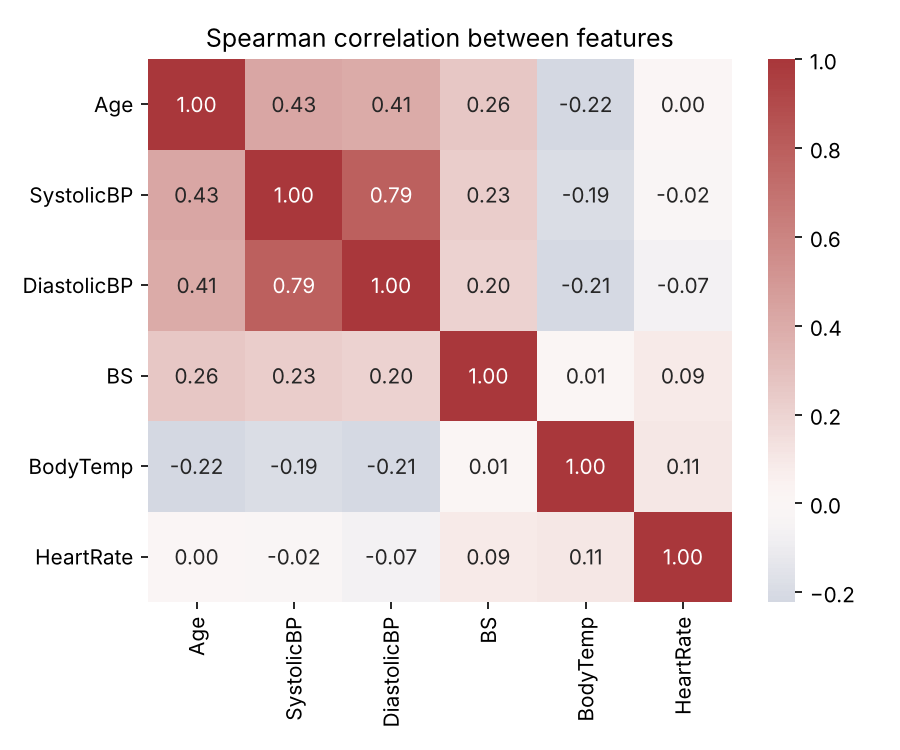 Spearman correlation between features
Age 1.00 0.43 0.41 0.26 -0.22 0.00
SystolicBP 0.43 1.00 0.79 0.23 -0.19 -0.02
DiastolicBP 0.41 0.79 1.00 0.20 -0.21 -0.07
BS 0.26 0.23 0.20 1.00 0.01 0.09
BodyTemp -0.22 -0.19 -0.21 0.01 1.00 0.11
HeartRate 0.00 -0.02 -0.07 0.09 0.11 1.00
Age
SystolicBP
DiastolicBP
BS
BodyTemp
HeartRate
1.0
0.8
0.6
0.4
0.2
0.0
−0.2